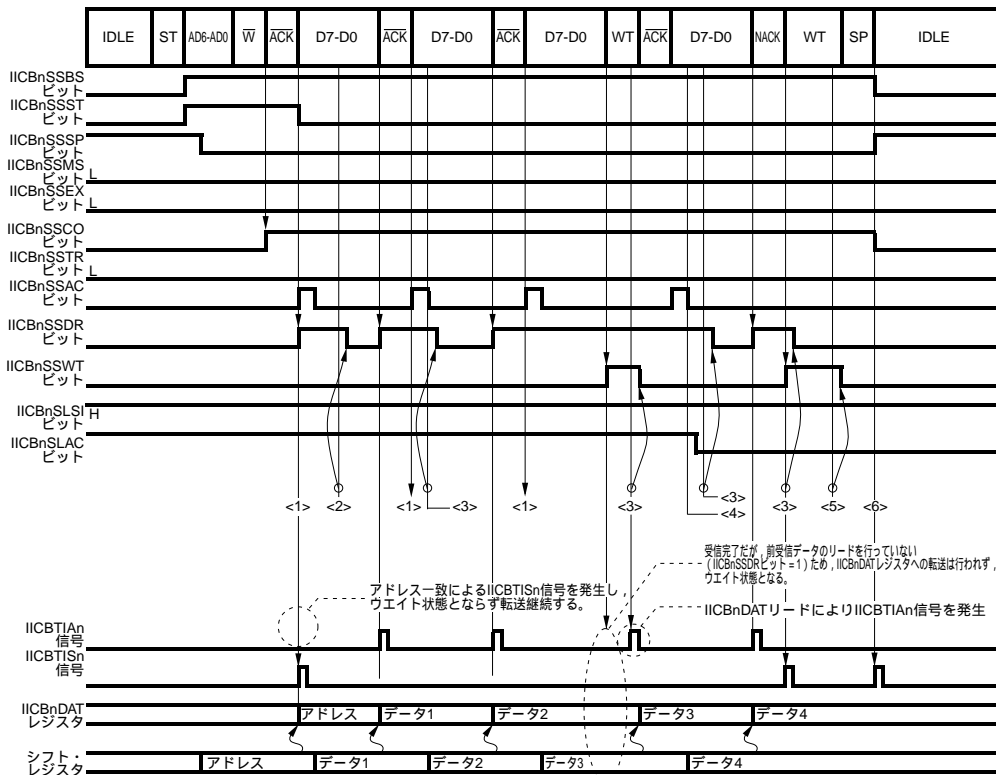 IDLE ST AD6-AD0 W ACK D7-D0 ACK D7-D0 ACK D7-D0 WT ACK D7-D0 NACK WT SP IDLE
IICBnSSBS
ビット
IICBnSSST
ビット
IICBnSSSP
ビット
IICBnSSMS
ビット L
IICBnSSEX
ビット L
IICBnSSCO
ビット
IICBnSSTR
ビット L
IICBnSSAC
ビット
IICBnSSDR
ビット
IICBnSSWT
ビット
IICBnSLSI H
ビット
IICBnSLAC
ビット
<1> <2> <1> <3> <1> <3> <3> <3> <5> <6>
<4>
受信完了だが，前受信データのリードを行っていない
（IICBnSSDRビット＝1）ため，IICBnDATレジスタへの転送は行われず，
ウエイト状態となる。
アドレス一致によるIICBTISn信号を発生し，
ウエイト状態とならず転送継続する。
IICBnDATリードによりIICBTIAn信号を発生
IICBTIAn
信号
IICBTISn
信号
IICBnDAT
レジスタ
アドレス データ1 データ2 データ3 データ4
シフト・
レジスタ
アドレス データ1 データ2 データ3 データ4